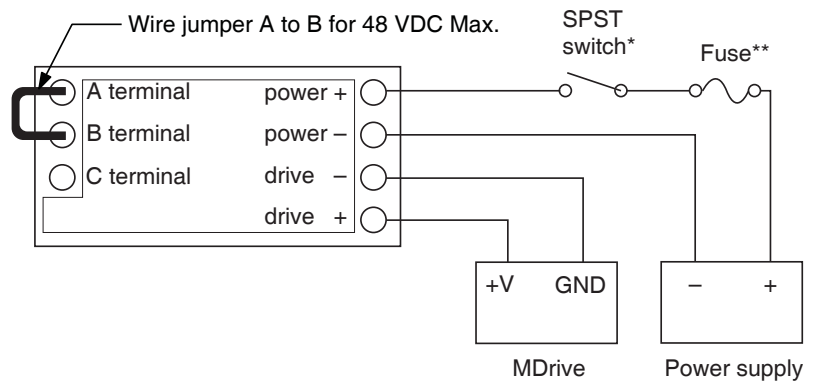 Wire jumper A to B for 48 VDC Max.
SPST
switch*
Fuse**
A terminal power +
B terminal power –
C terminal drive –
drive +
+V GND
– +
MDrive
Power supply